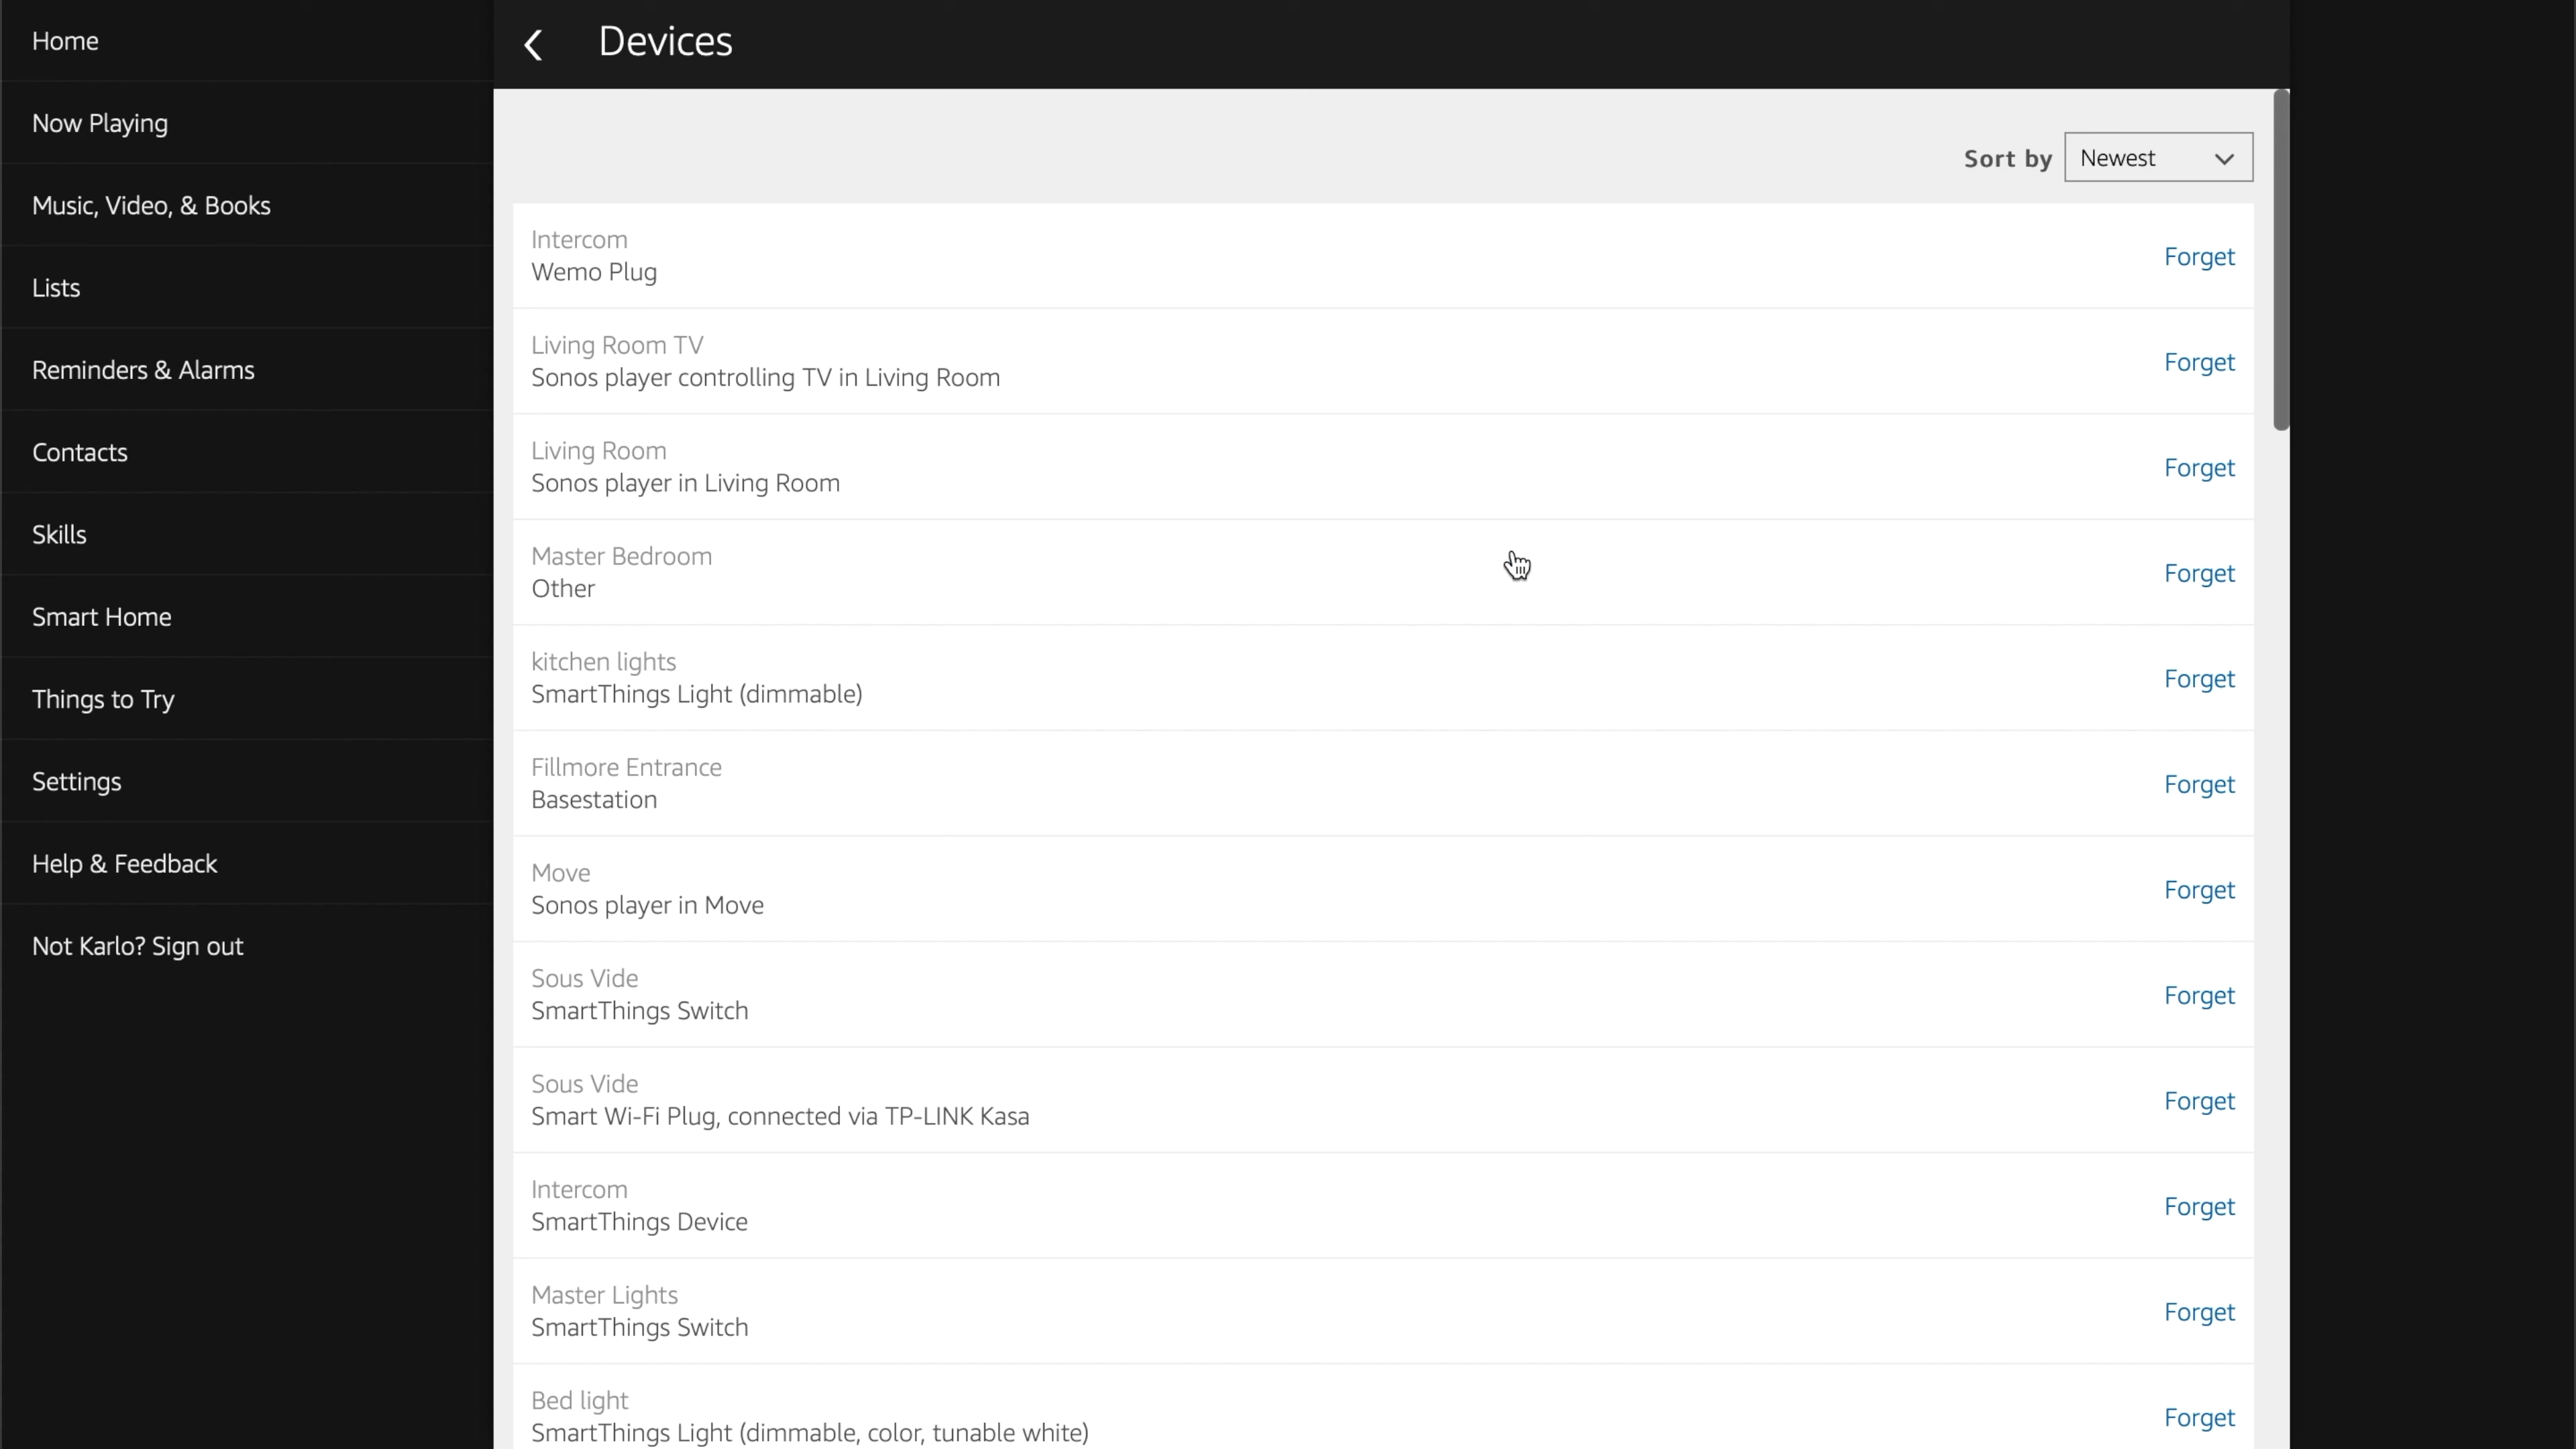 Home
Now Playing
Music, Video, & Books
Lists
Reminders & Alarms
Contacts
Skills
Smart Home
Things to Try
Settings
Help & Feedback
Not Karlo? Sign out
Devices
Sort by Newest
Intercom
Wemo Plug
Forget
Living Room TV
Sonos player controlling TV in Living Room
Forget
Living Room
Sonos player in Living Room
Forget
Master Bedroom
Other
Forget
kitchen lights
SmartThings Light (dimmable)
Forget
Fillmore Entrance
Basestation
Forget
Move
Sonos player in Move
Forget
Sous Vide
SmartThings Switch
Forget
Sous Vide
Smart Wi-Fi Plug, connected via TP-LINK Kasa
Forget
Intercom
SmartThings Device
Forget
Master Lights
SmartThings Switch
Forget
Bed light
SmartThings Light (dimmable, color, tunable white)
Forget